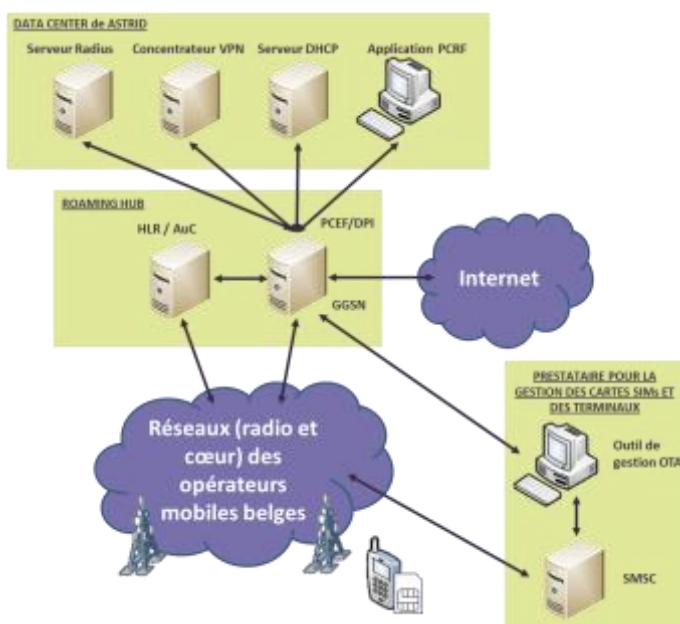 DATA CENTER de ASTRID
Serveur Radius
Concentrateur VPN
Serveur DHCP
Application PCRF
ROAMING HUB
HLR / AuC
PCEF/DPI
GGSN
Internet
PRESTATAIRE POUR LA
GESTION DES CARTES SIMs ET
DES TERMINAUX
Réseaux (radio et
cœur) des
opérateurs
mobiles belges
Outil de
gestion OTA
SMSC